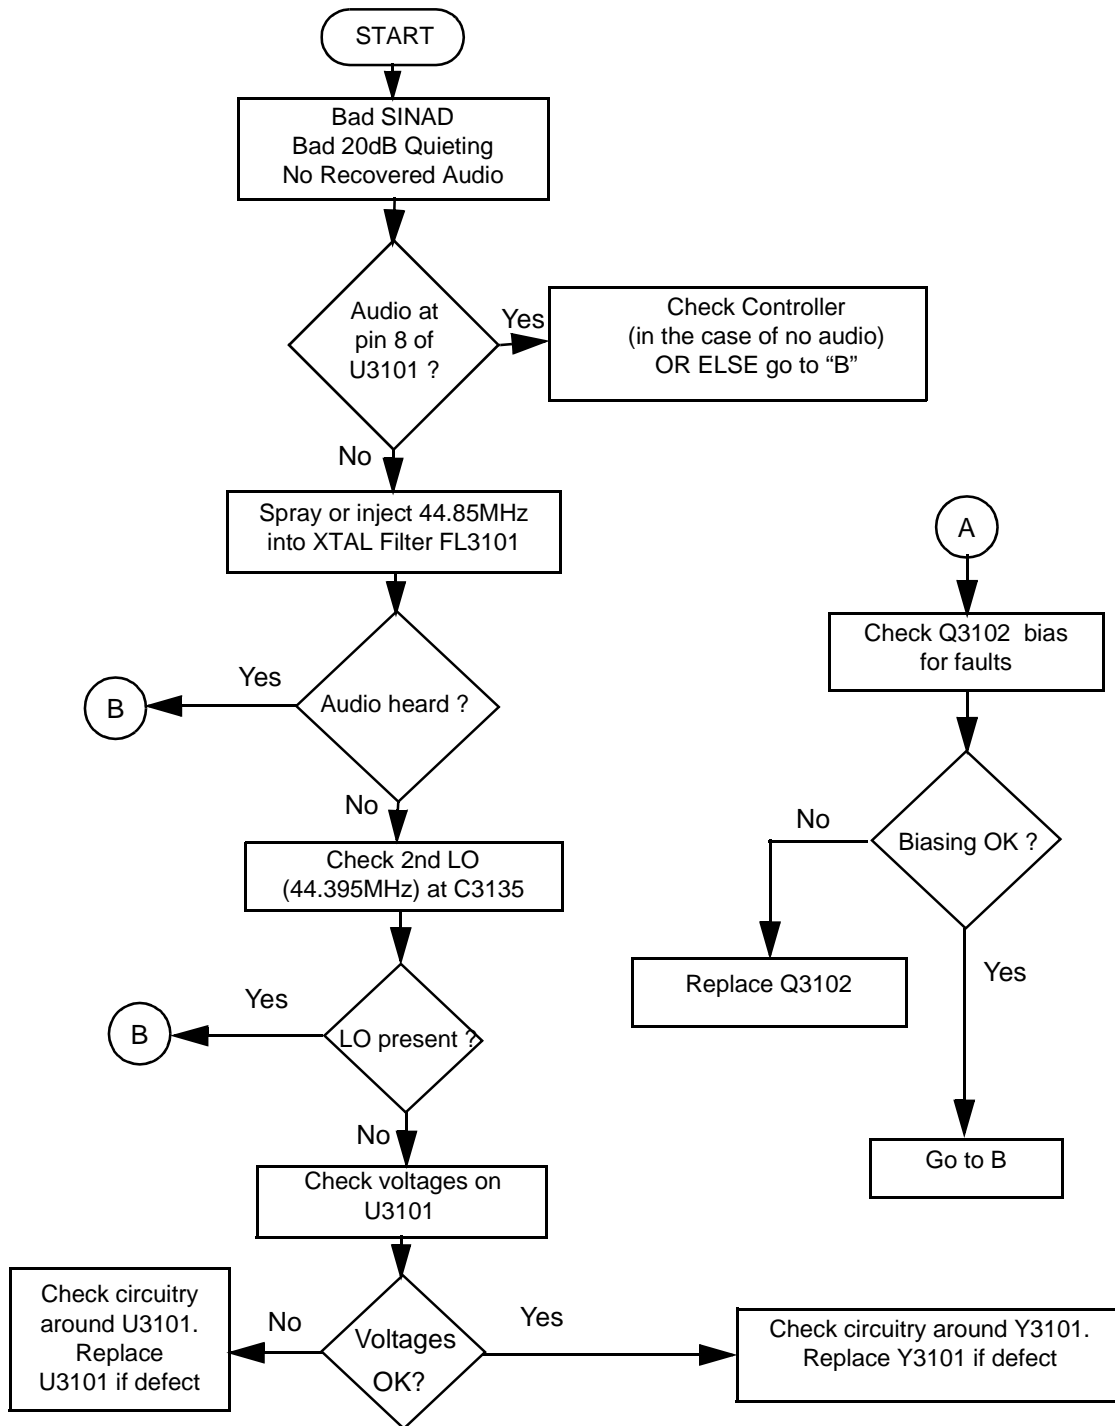 START
Bad SINAD
Bad 20dB Quieting
No Recovered Audio
Audio at
pin 8 of
U3101 ?
Yes
Check Controller
(in the case of no audio)
OR ELSE go to “B”
No
Spray or inject 44.85MHz
into XTAL Filter FL3101
Audio heard ?
Yes
B
No
Check 2nd LO
(44.395MHz) at C3135
LO present ?
Yes
B
No
Check voltages on
U3101
Voltages
OK?
No
Check circuitry
around U3101.
Replace
U3101 if defect
Yes
Check circuitry around Y3101.
Replace Y3101 if defect
A
Check Q3102 bias
for faults
Biasing OK ?
No
Replace Q3102
Yes
Go to B